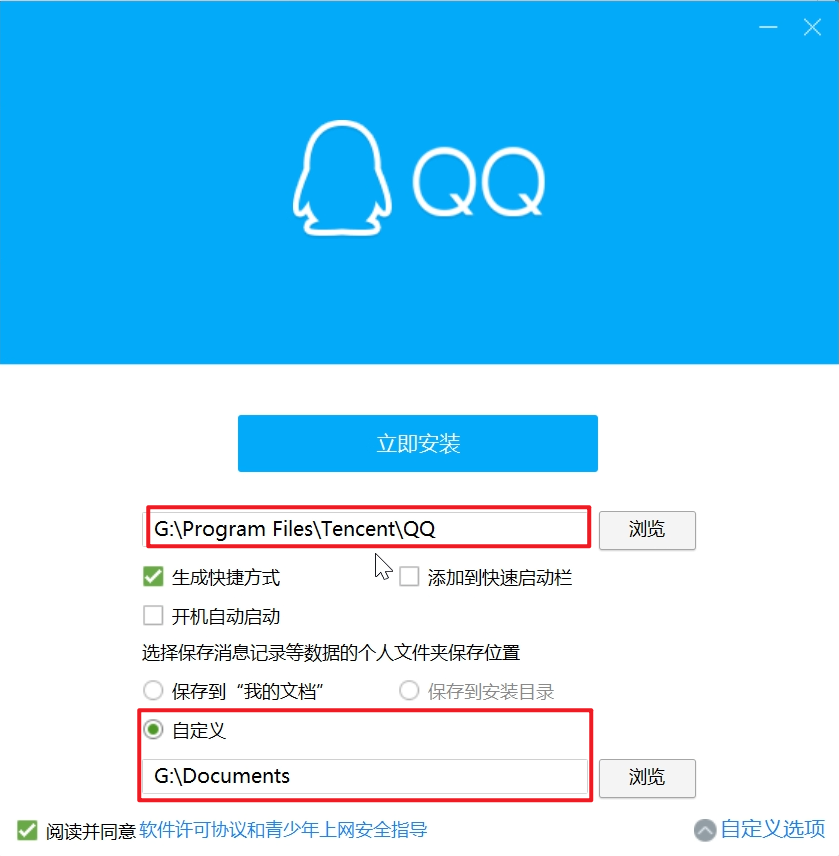 QQ
立即安装
G:\Program Files\Tencent\QQ
浏览
生成快捷方式
添加到快速启动栏
开机自动启动
选择保存消息记录等数据的个人文件夹保存位置
保存到“我的文档”
保存到安装目录
自定义
G:\Documents
浏览
阅读并同意软件许可协议和青少年上网安全指导
自定义选项